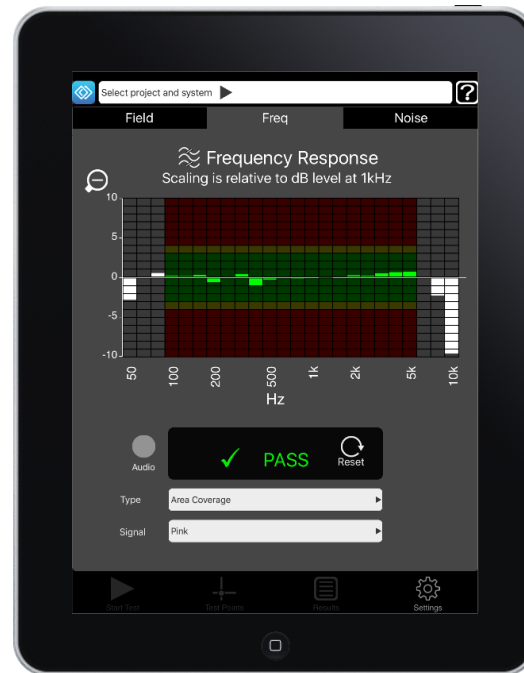 Select project and system
?
Field Freq Noise
Frequency Response
Scaling is relative to dB level at 1kHz
10
5
0
-5
-10
50 100 200 500 1k 2k 5k 10k
Hz
✓ PASS
Reset
Audio
Type Area Coverage
Signal Pink
Start Test Test Points Results Settings